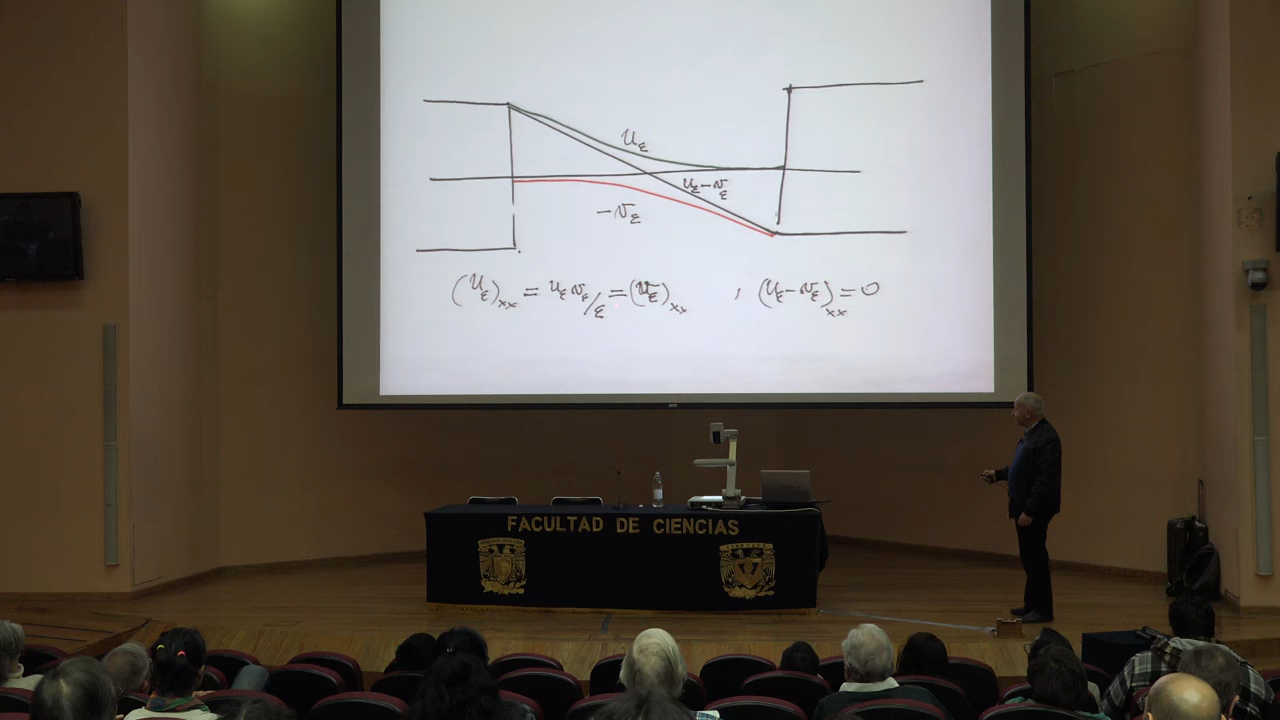 u_ε
u_ε-v_ε
-v_ε
(u_ε)_xx = u_ε v_ε/ε = (v_ε)_xx , (u_ε-v_ε)_xx = 0
FACULTAD DE CIENCIAS